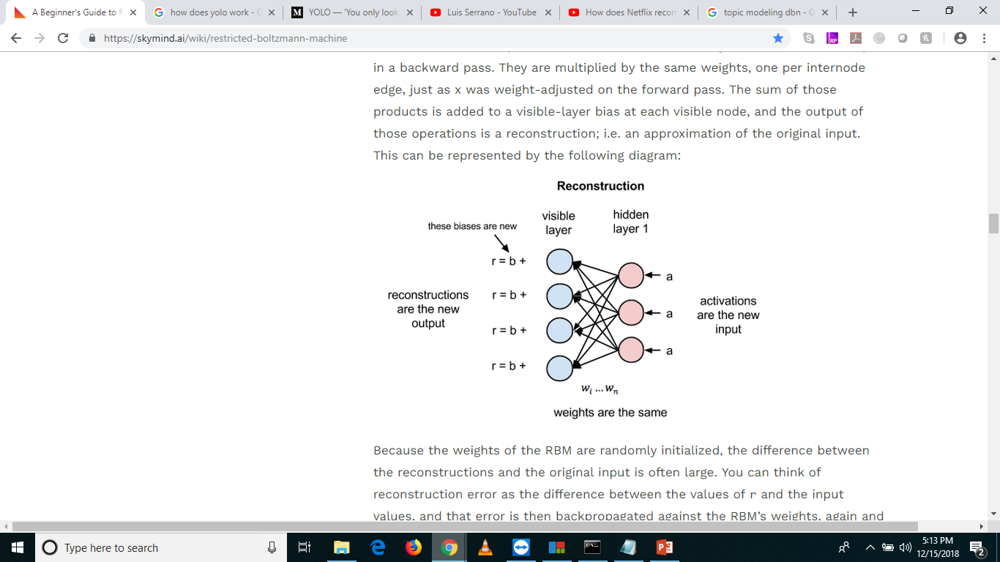 A Beginner's Guide to R
how does yolo work - G
YOLO — 'You only look
Luis Serrano - YouTube
How does Netflix recon
topic modeling dbn - G
https://skymind.ai/wiki/restricted-boltzmann-machine
in a backward pass. They are multiplied by the same weights, one per internode
edge, just as x was weight-adjusted on the forward pass. The sum of those
products is added to a visible-layer bias at each visible node, and the output of
those operations is a reconstruction; i.e. an approximation of the original input.
This can be represented by the following diagram:
Reconstruction
these biases are new
visible
layer
hidden
layer 1
r = b +
r = b +
r = b +
r = b +
reconstructions
are the new
output
a
a
a
activations
are the new
input
wᵢ ... wₙ
weights are the same
Because the weights of the RBM are randomly initialized, the difference between
the reconstructions and the original input is often large. You can think of
reconstruction error as the difference between the values of r and the input
values, and that error is then backpropagated against the RBM's weights, again and
Type here to search
5:13 PM
12/15/2018
2